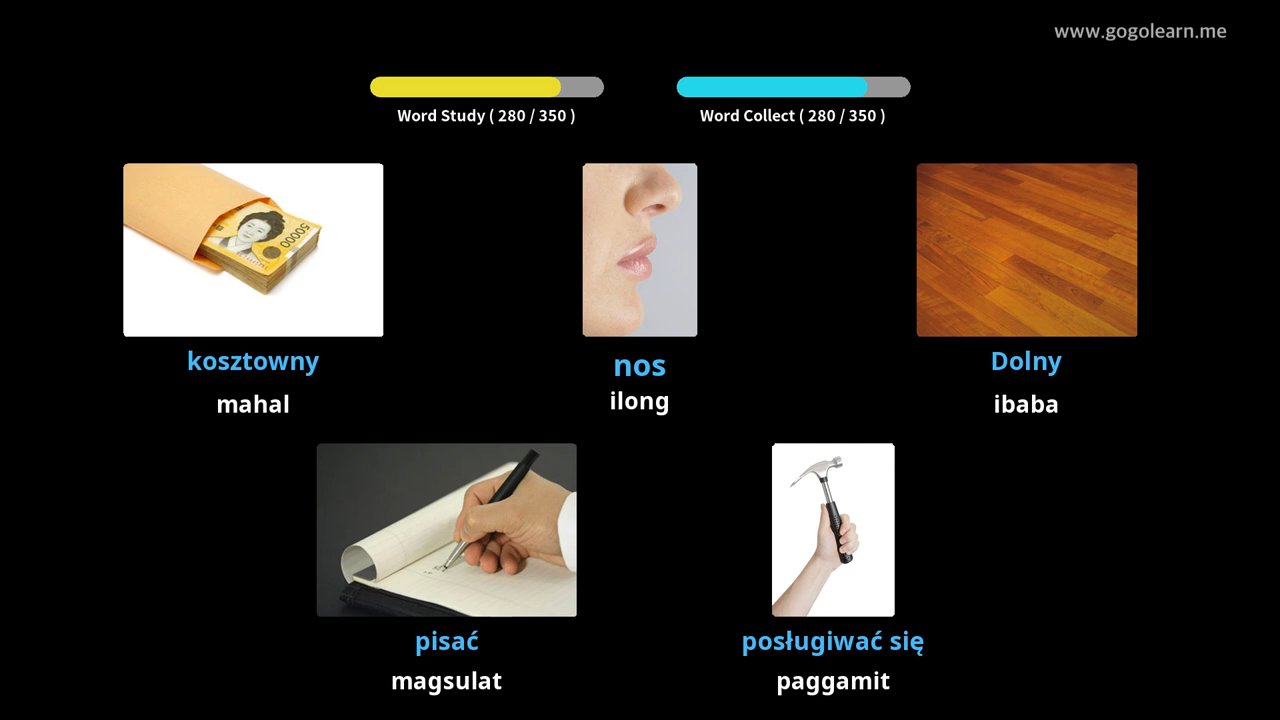 www.gogolearn.me
Word Study ( 280 / 350 )
Word Collect ( 280 / 350 )
50000
kosztowny
nos
Dolny
mahal
ilong
ibaba
pisać
posługiwać się
magsulat
paggamit